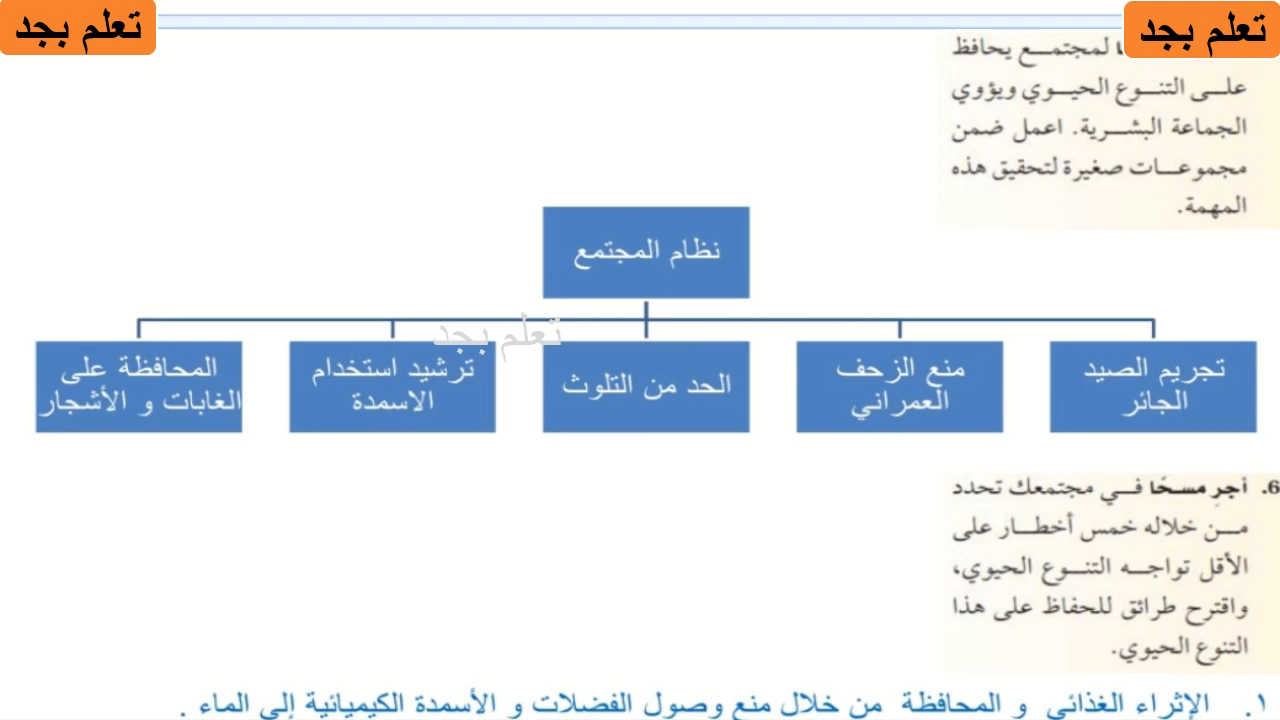 تعلم بجد
تعلم بجد
لمجتمع يحافظ
على التنوع الحيوي ويؤوي
الجماعة البشرية. اعمل ضمن
مجموعات صغيرة لتحقيق هذه
المهمة.
نظام المجتمع
تعلم بجد
تجريم الصيد
الجائر
منع الزحف
العمراني
الحد من التلوث
ترشيد استخدام
الاسمدة
المحافظة على
الغابات و الأشجار
6. أجرِ مسحًا في مجتمعك تحدد
من خلاله خمس أخطار على
الأقل تواجه التنوع الحيوي،
واقترح طرائق للحفاظ على هذا
التنوع الحيوي.
١. الإثراء الغذائي و المحافظة من خلال منع وصول الفضلات و الأسمدة الكيميائية إلى الماء .